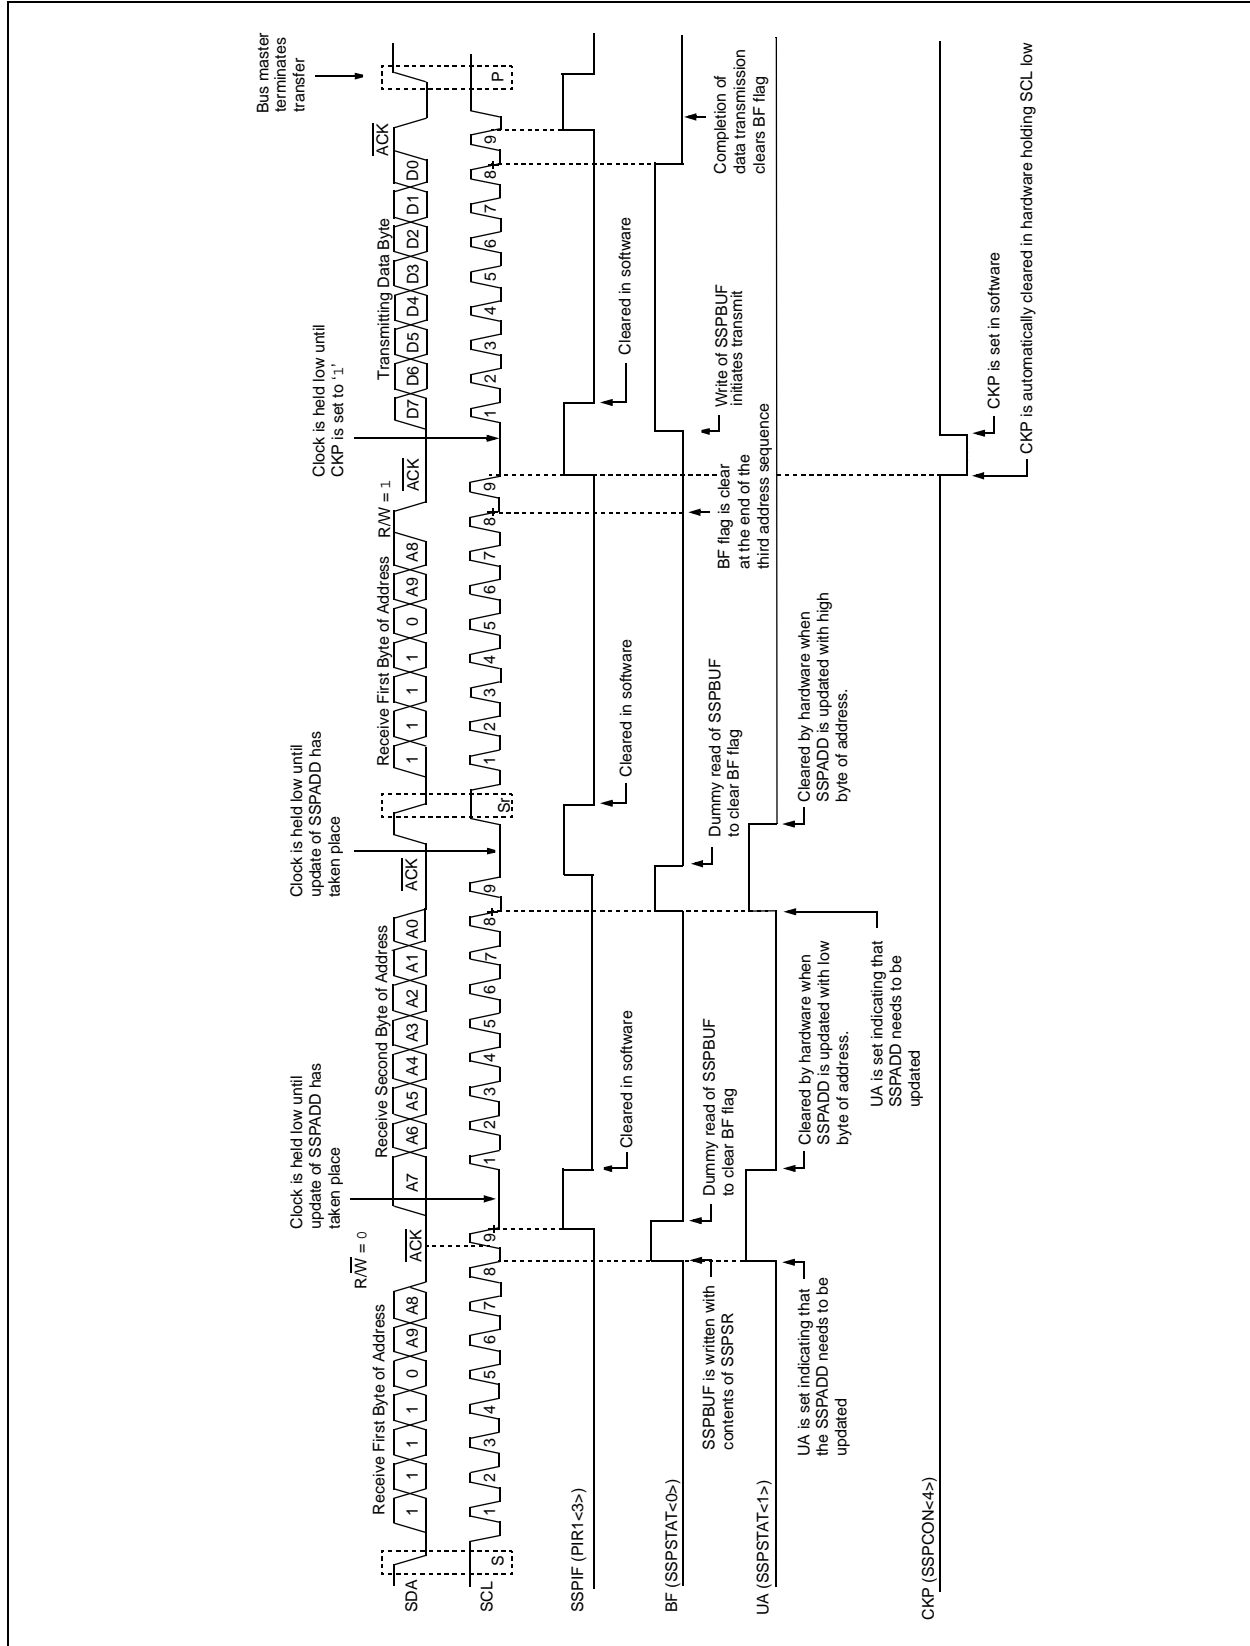 Bus master
terminates
transfer
Clock is held low until
update of SSPADD has
taken place
Clock is held low until
update of SSPADD has
taken place
Clock is held low until
CKP is set to ‘1’
R/W = 0
R/W = 1
Receive First Byte of Address
ACK
Receive Second Byte of Address
ACK
Receive First Byte of Address
ACK
Transmitting Data Byte
ACK
SDA
1 1 1 1 0 A9 A8
A7 A6 A5 A4 A3 A2 A1 A0
1 1 1 1 0 A9 A8
D7 D6 D5 D4 D3 D2 D1 D0
SCL
S 1 2 3 4 5 6 7 8 9
1 2 3 4 5 6 7 8 9
Sr 1 2 3 4 5 6 7 8 9
1 2 3 4 5 6 7 8 9 P
SSPIF (PIR1<3>)
Cleared in software
Cleared in software
Cleared in software
BF (SSPSTAT<0>)
SSPBUF is written with
contents of SSPSR
Dummy read of SSPBUF
to clear BF flag
Dummy read of SSPBUF
to clear BF flag
BF flag is clear
at the end of the
third address sequence
Write of SSPBUF
initiates transmit
Completion of
data transmission
clears BF flag
UA (SSPSTAT<1>)
UA is set indicating that
the SSPADD needs to be
updated
Cleared by hardware when
SSPADD is updated with low
byte of address.
UA is set indicating that
SSPADD needs to be
updated
Cleared by hardware when
SSPADD is updated with high
byte of address.
CKP (SSPCON<4>)
CKP is set in software
CKP is automatically cleared in hardware holding SCL low